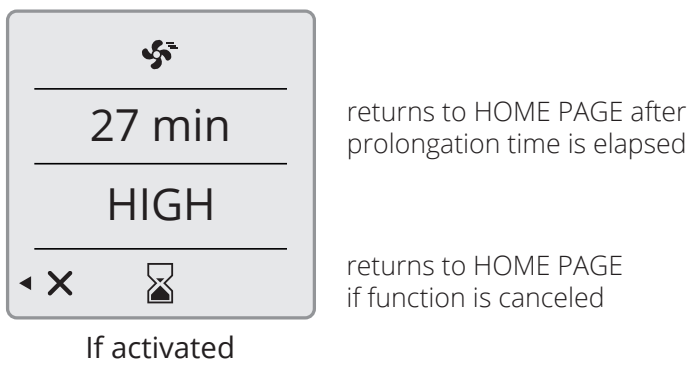 27 min
returns to HOME PAGE after
prolongation time is elapsed
HIGH
returns to HOME PAGE
if function is canceled
If activated